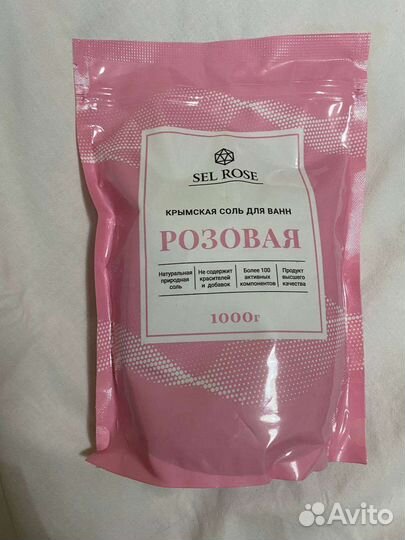 SEL ROSE
КРЫМСКАЯ СОЛЬ ДЛЯ ВАНН
РОЗОВАЯ
Натуральная природная соль
Не содержит красителей и добавок
Более 100 активных компонентов
Продукт высшего качества
1000г
Avito